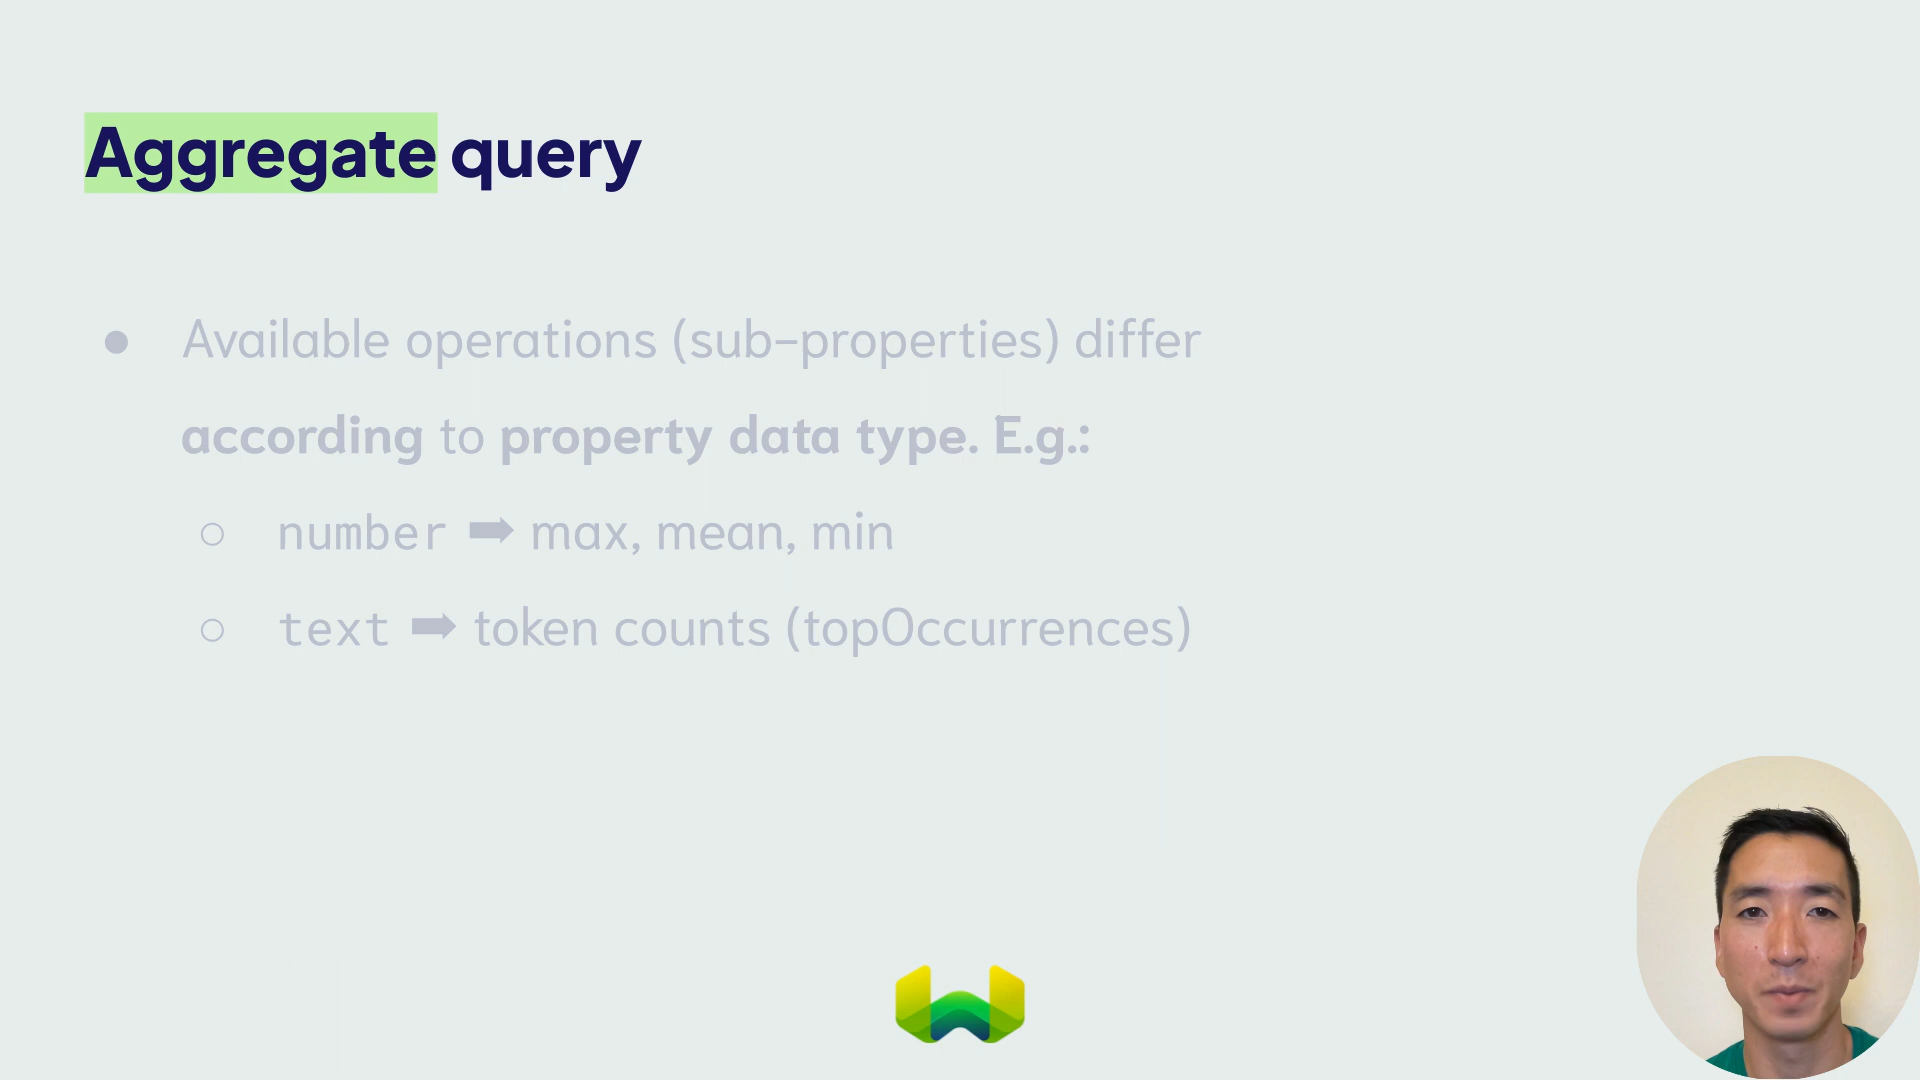 Aggregate query
● Available operations (sub-properties) differ
according to property data type. E.g.:
○ number ➡ max, mean, min
○ text ➡ token counts (topOccurrences)